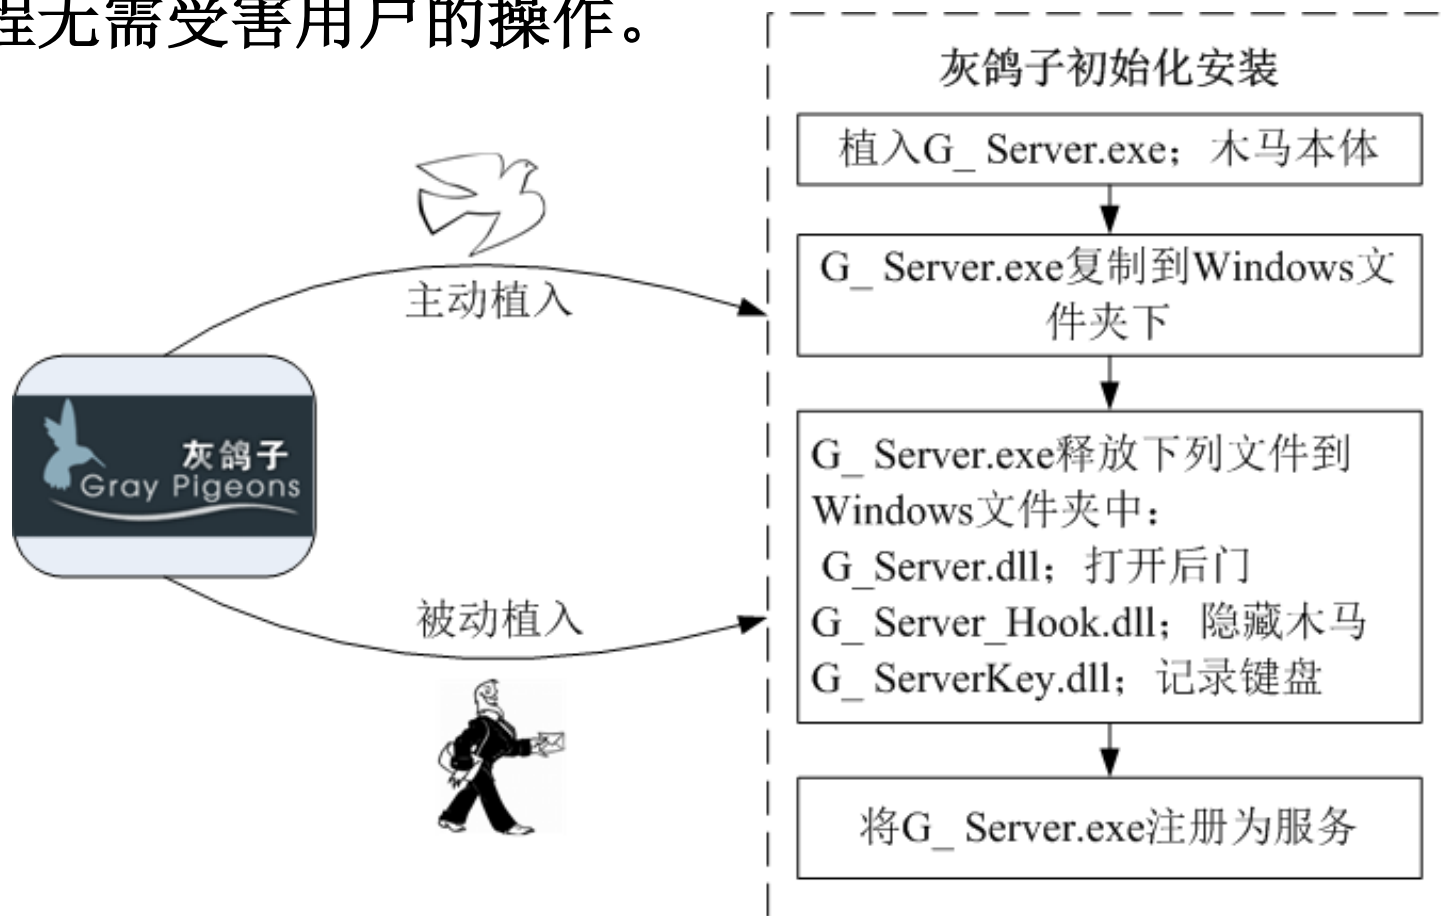 程无需受害用户的操作。
灰鸽子初始化安装
植入G_ Server.exe；木马本体
G_ Server.exe复制到Windows文
件夹下
主动植入
灰鸽子
Gray Pigeons
G_ Server.exe释放下列文件到
Windows文件夹中：
G_Server.dll；打开后门
G_ Server_Hook.dll；隐藏木马
G_ ServerKey.dll；记录键盘
被动植入
将G_ Server.exe注册为服务